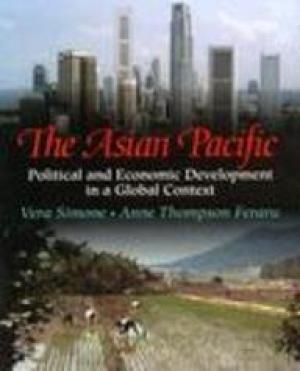 The Asian Pacific
Political and Economic Development
in a Global Context
Vera Simone • Anne Thompson Feraru